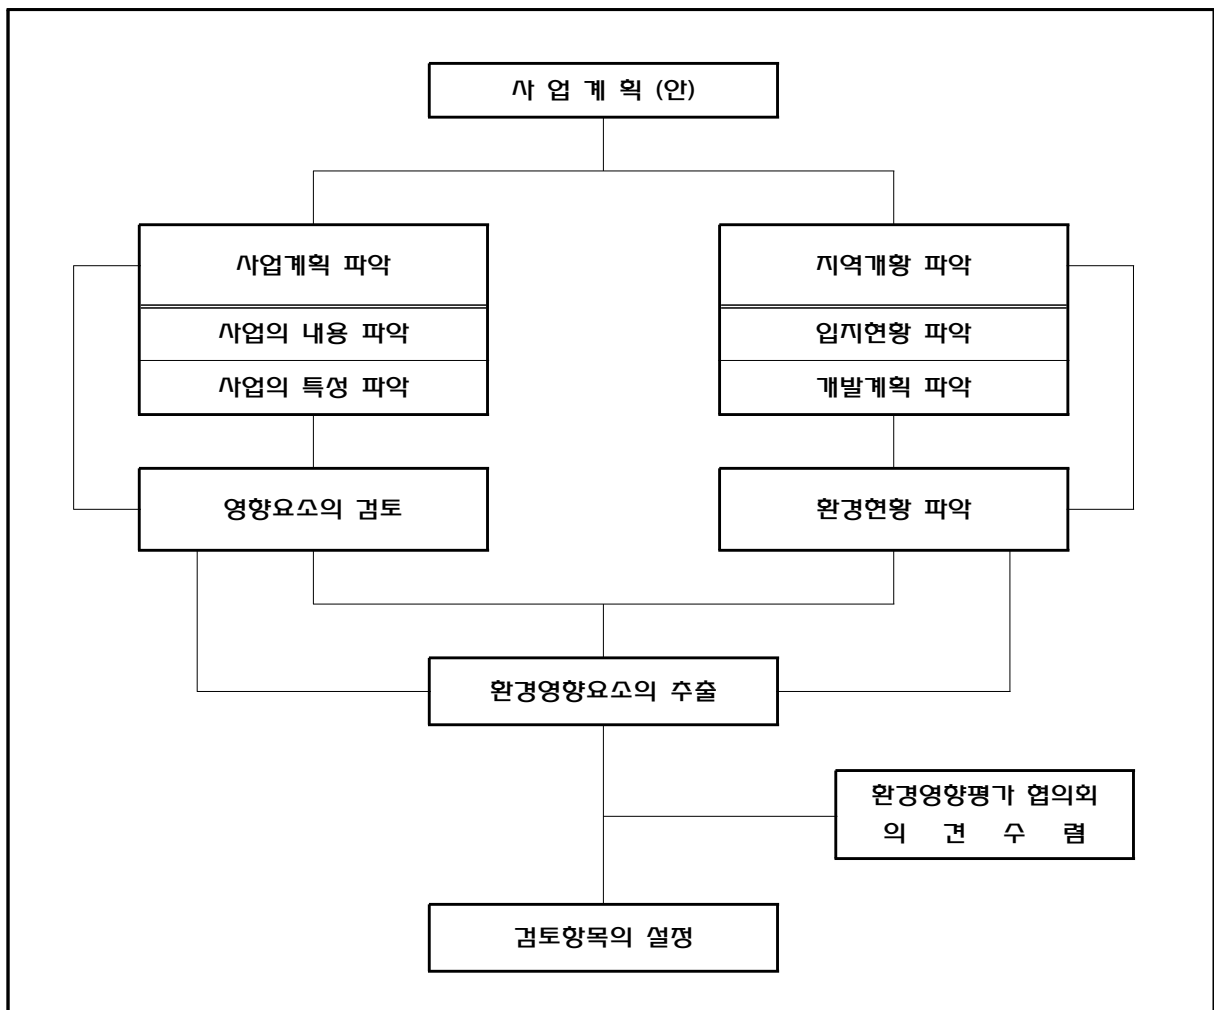 사 업 계 획 (안)
사업계획 파악
사업의 내용 파악
사업의 특성 파악
지역개황 파악
입지현황 파악
개발계획 파악
영향요소의 검토
환경현황 파악
환경영향요소의 추출
환경영향평가 협의회
의 견 수 렴
검토항목의 설정